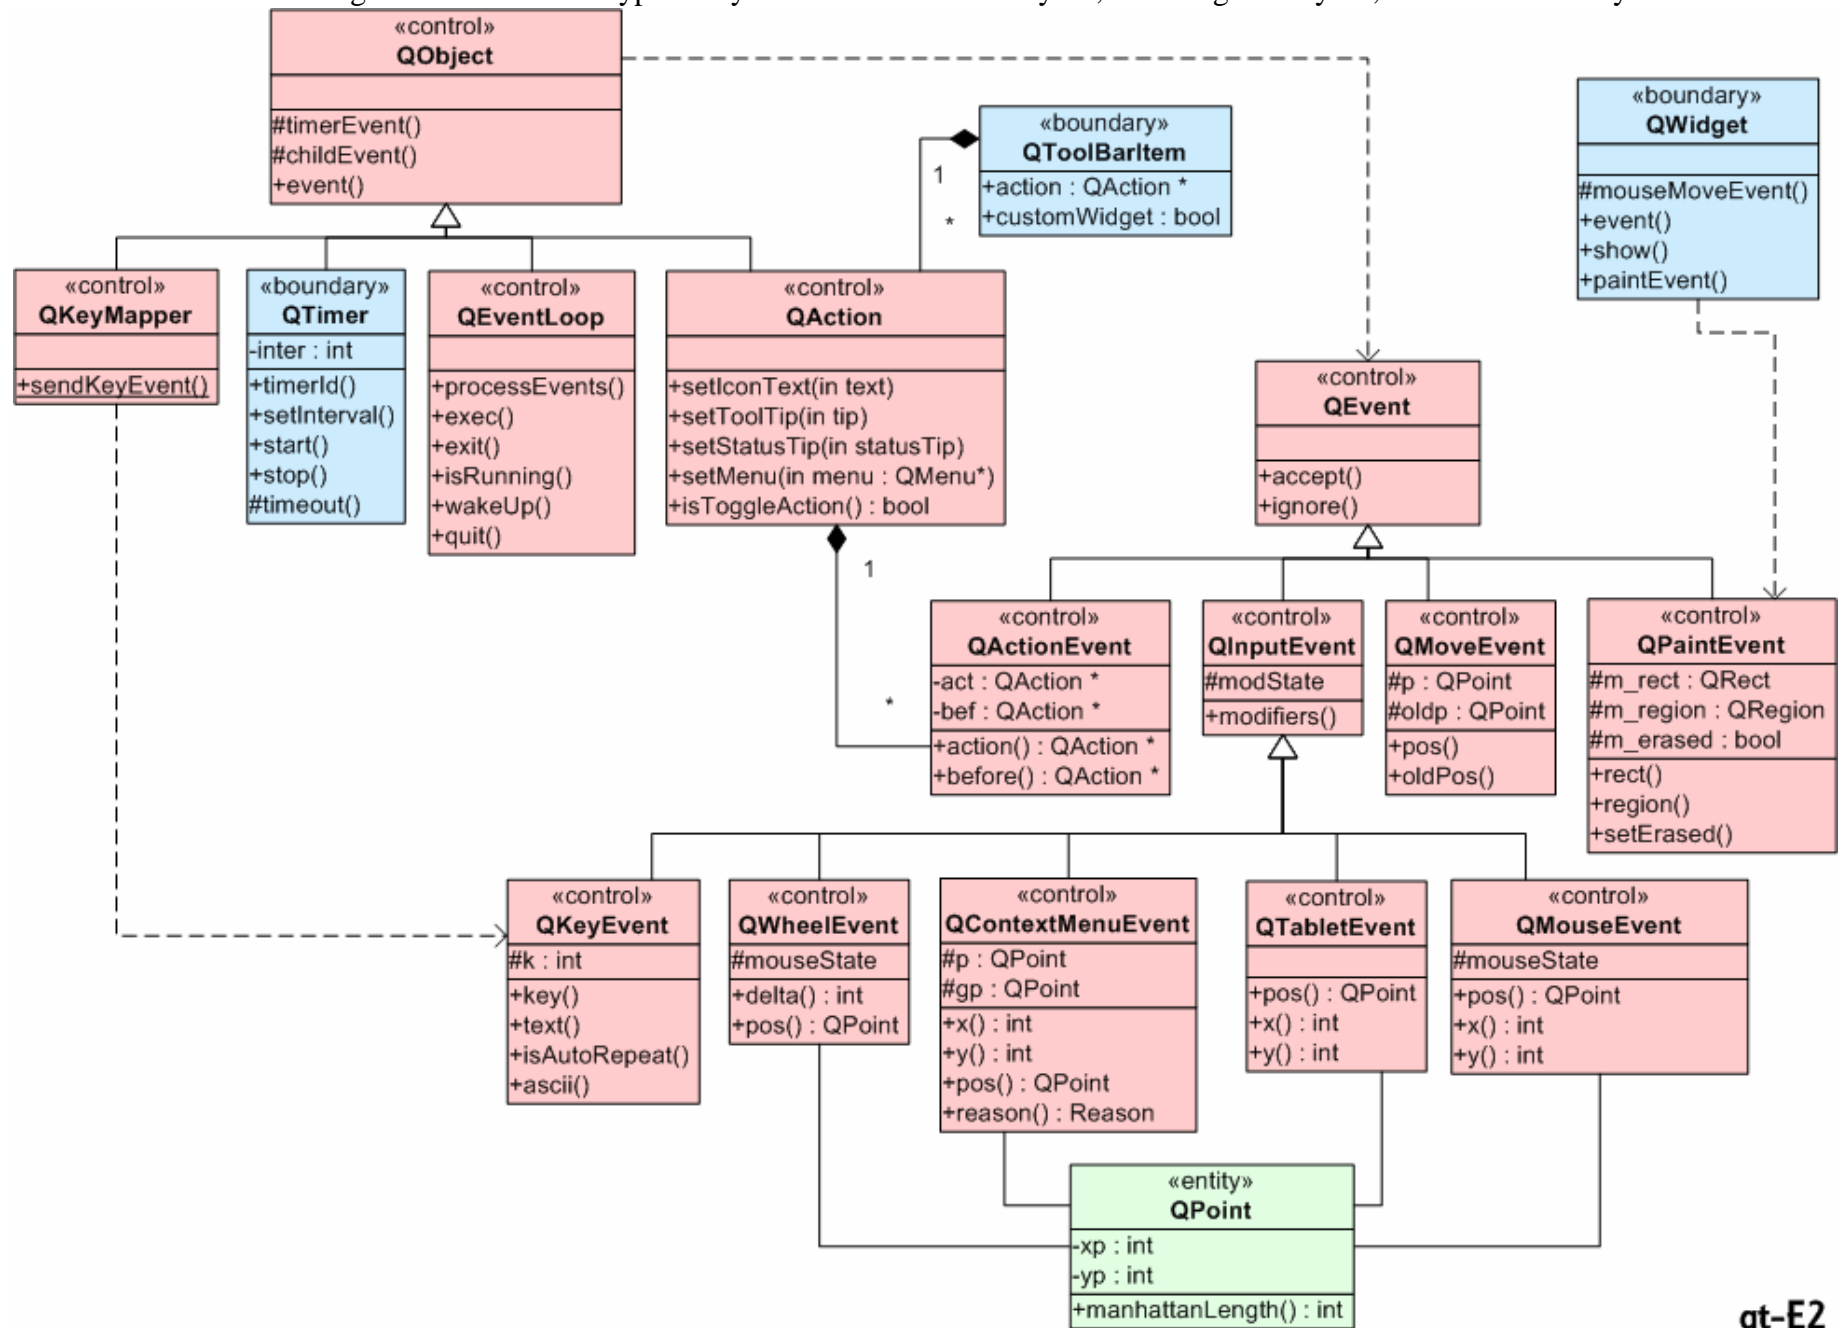 «control»
QObject
#timerEvent()
#childEvent()
+event()
«boundary»
QToolBarItem
+action : QAction *
+customWidget : bool
1
*
«boundary»
QWidget
#mouseMoveEvent()
+event()
+show()
+paintEvent()
«control»
QKeyMapper
+sendKeyEvent()
«boundary»
QTimer
-inter : int
+timerId()
+setInterval()
+start()
+stop()
#timeout()
«control»
QEventLoop
+processEvents()
+exec()
+exit()
+isRunning()
+wakeUp()
+quit()
«control»
QAction
+setIconText(in text)
+setToolTip(in tip)
+setStatusTip(in statusTip)
+setMenu(in menu : QMenu*)
+isToggleAction() : bool
1
*
«control»
QEvent
+accept()
+ignore()
«control»
QActionEvent
-act : QAction *
-bef : QAction *
+action() : QAction *
+before() : QAction *
«control»
QInputEvent
#modState
+modifiers()
«control»
QMoveEvent
#p : QPoint
#oldp : QPoint
+pos()
+oldPos()
«control»
QPaintEvent
#m_rect : QRect
#m_region : QRegion
#m_erased : bool
+rect()
+region()
+setErased()
«control»
QKeyEvent
#k : int
+key()
+text()
+isAutoRepeat()
+ascii()
«control»
QWheelEvent
#mouseState
+delta() : int
+pos() : QPoint
«control»
QContextMenuEvent
#p : QPoint
#gp : QPoint
+x() : int
+y() : int
+pos() : QPoint
+reason() : Reason
«control»
QTabletEvent
+pos() : QPoint
+x() : int
+y() : int
«control»
QMouseEvent
#mouseState
+pos() : QPoint
+x() : int
+y() : int
«entity»
QPoint
-xp : int
-yp : int
+manhattanLength() : int
qt-E2